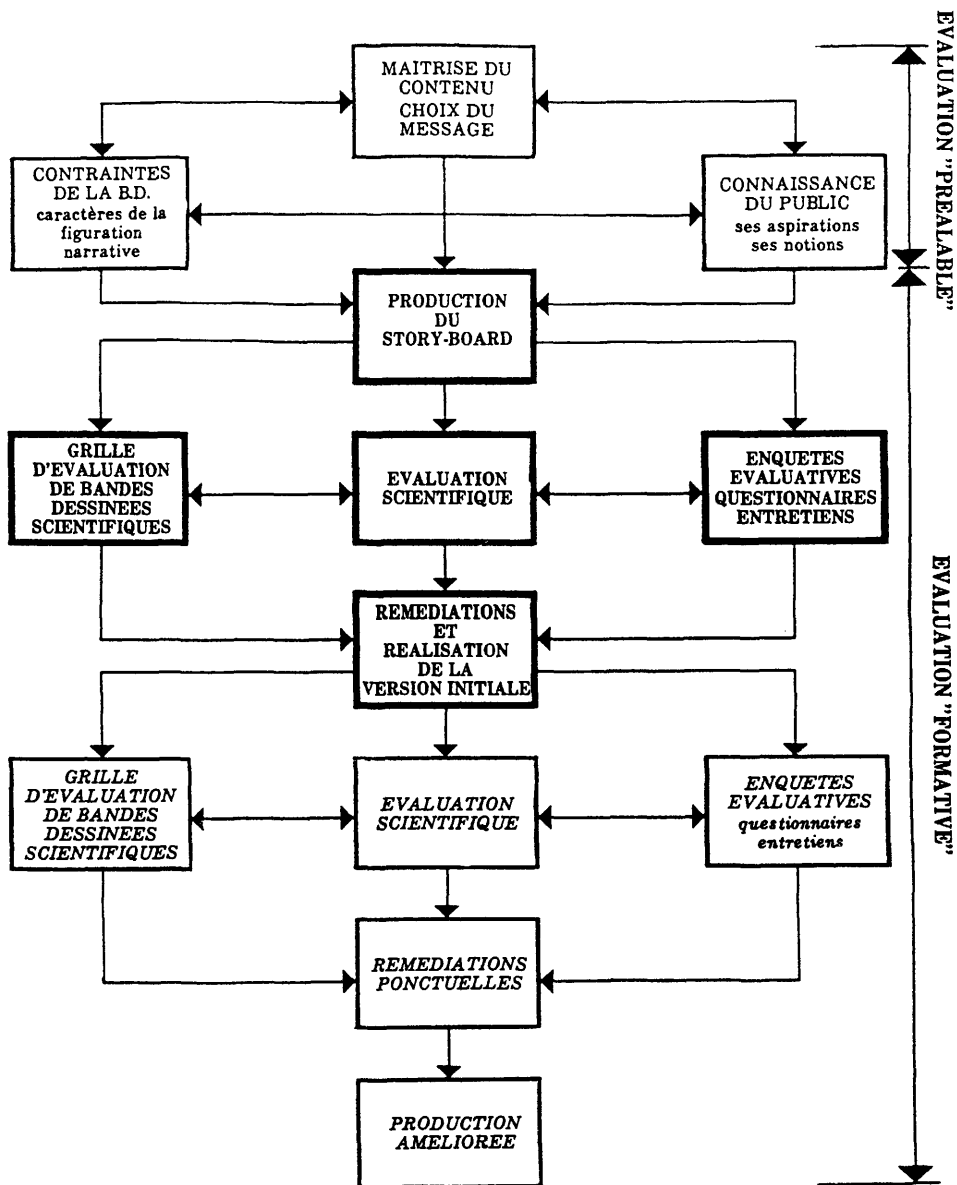 MAITRISE DU
CONTENU
CHOIX DU
MESSAGE
CONTRAINTES
DE LA B.D.
caractères de la
figuration
narrative
CONNAISSANCE
DU PUBLIC
ses aspirations
ses notions
EVALUATION "PREALABLE"
PRODUCTION
DU
STORY-BOARD
GRILLE
D'EVALUATION
DE BANDES
DESSINEES
SCIENTIFIQUES
EVALUATION
SCIENTIFIQUE
ENQUETES
EVALUATIVES
QUESTIONNAIRES
ENTRETIENS
REMEDIATIONS
ET
REALISATION
DE LA
VERSION INITIALE
EVALUATION "FORMATIVE"
GRILLE
D'EVALUATION
DE BANDES
DESSINEES
SCIENTIFIQUES
EVALUATION
SCIENTIFIQUE
ENQUETES
EVALUATIVES
questionnaires
entretiens
REMEDIATIONS
PONCTUELLES
PRODUCTION
AMELIOREE